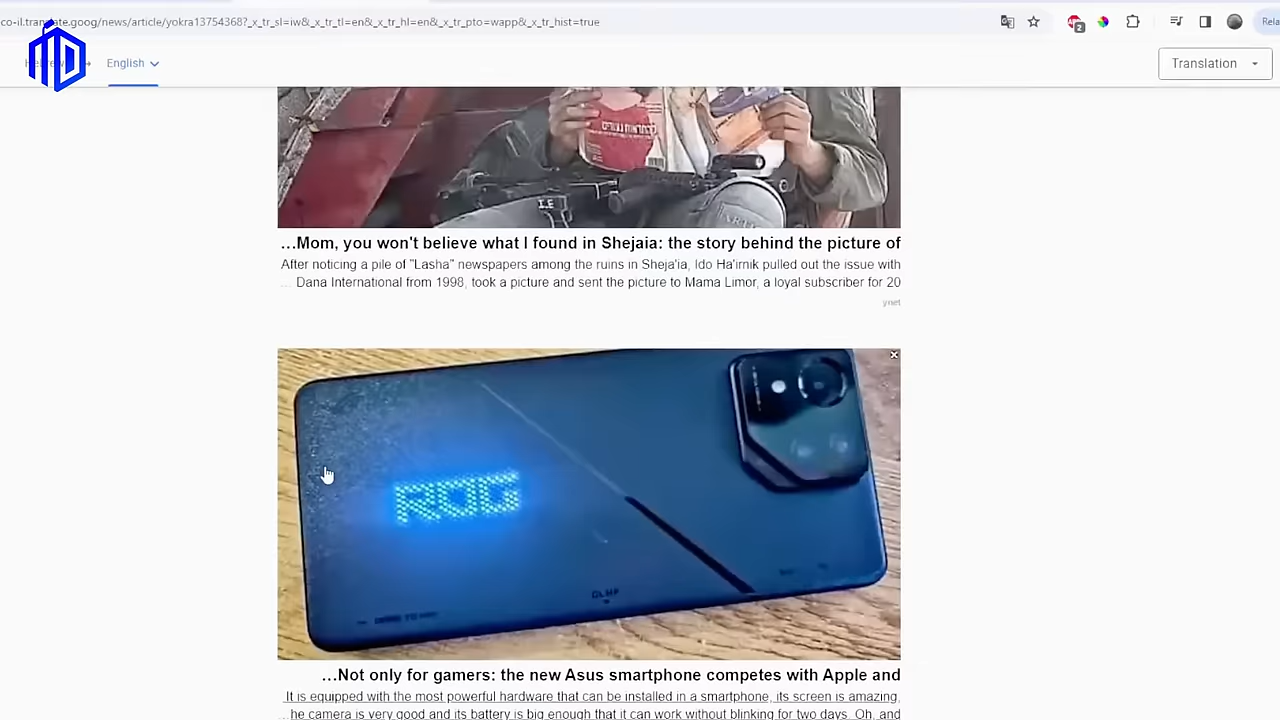 co-il.translate.goog/news/article/yokra13754368?_x_tr_sl=iw&_x_tr_tl=en&_x_tr_hl=en&_x_tr_pto=wapp&_x_tr_hist=true
2
Rela
English
Translation
I.E
...Mom, you won't believe what I found in Shejaia: the story behind the picture of
After noticing a pile of "Lasha" newspapers among the ruins in Sheja'ia, Ido Ha'irnik pulled out the issue with
... Dana International from 1998, took a picture and sent the picture to Mama Limor, a loyal subscriber for 20
ynet
ROG
...Not only for gamers: the new Asus smartphone competes with Apple and
It is equipped with the most powerful hardware that can be installed in a smartphone, its screen is amazing,
...he camera is very good and its battery is big enough that it can work without blinking for two days. Oh, and